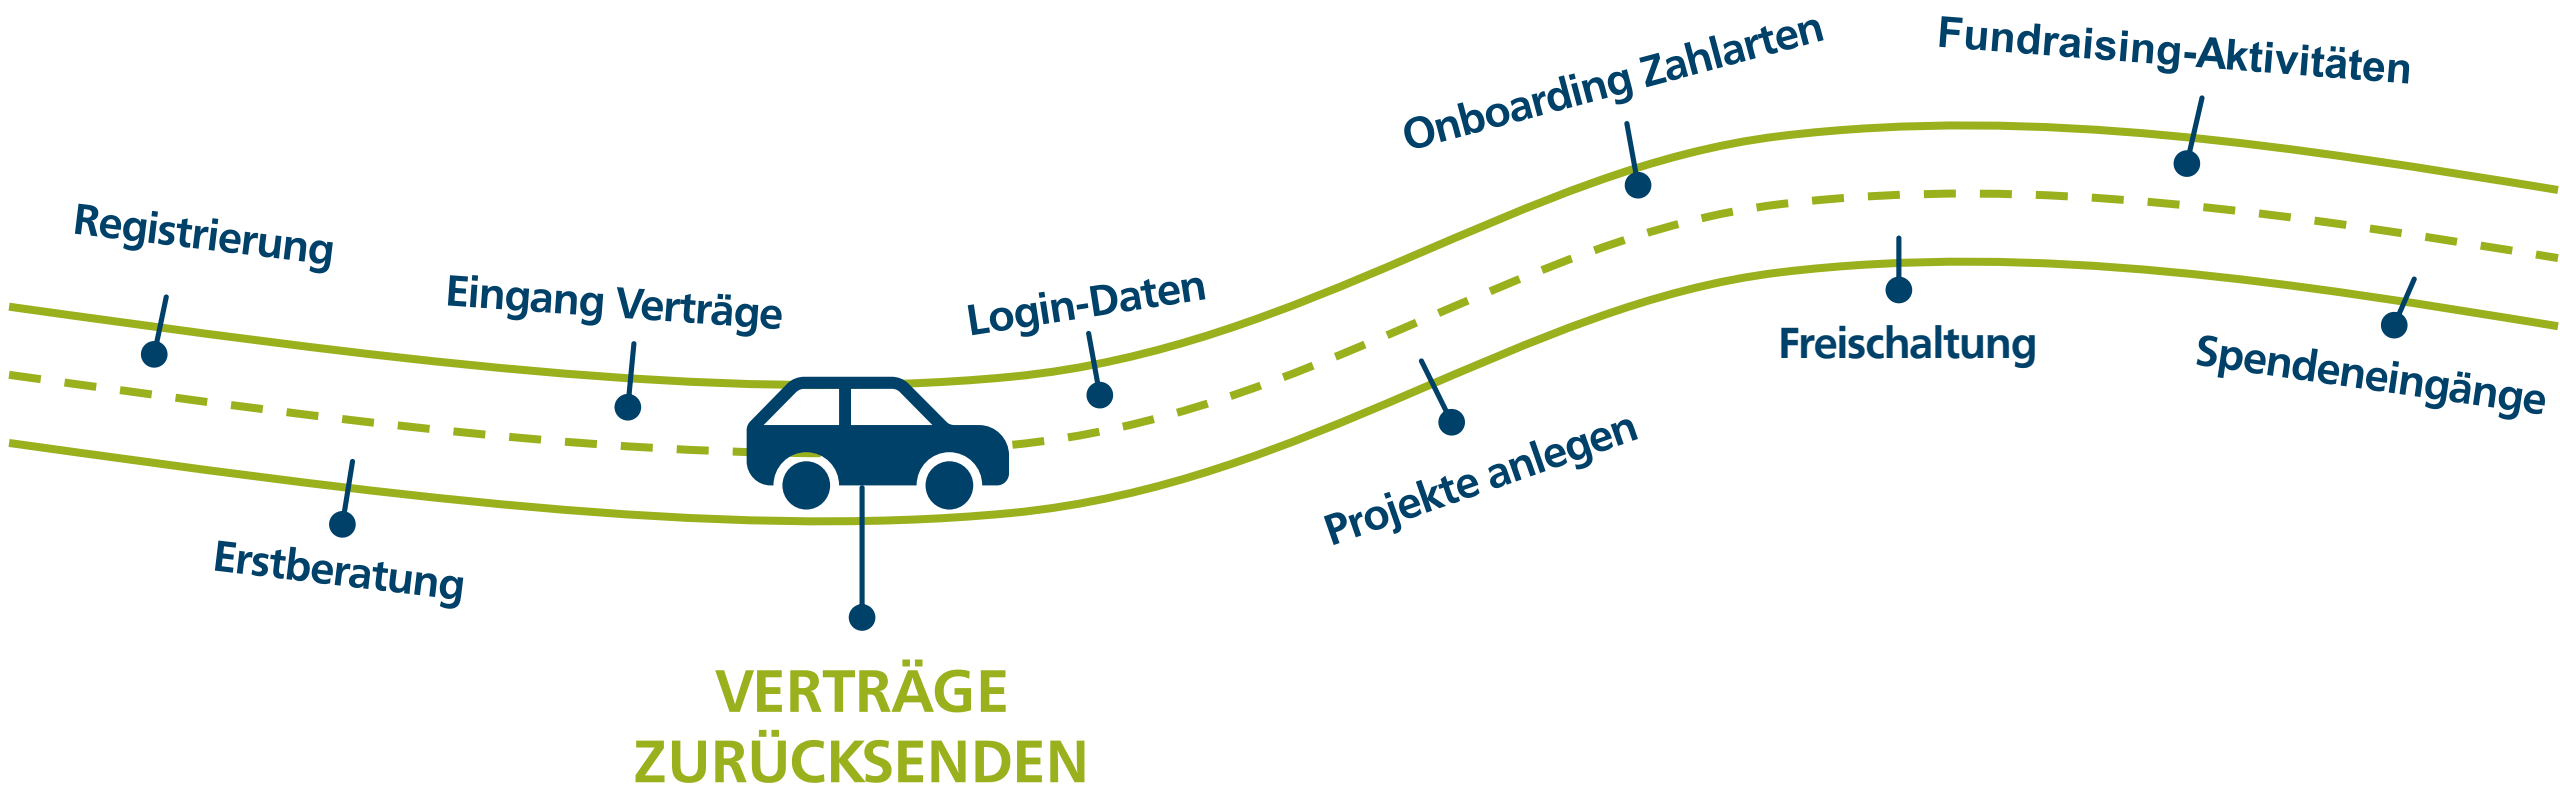 Registrierung
Erstberatung
Eingang Verträge
VERTRÄGE
ZURÜCKSENDEN
Login-Daten
Projekte anlegen
Onboarding Zahlarten
Freischaltung
Fundraising-Aktivitäten
Spendeneingänge